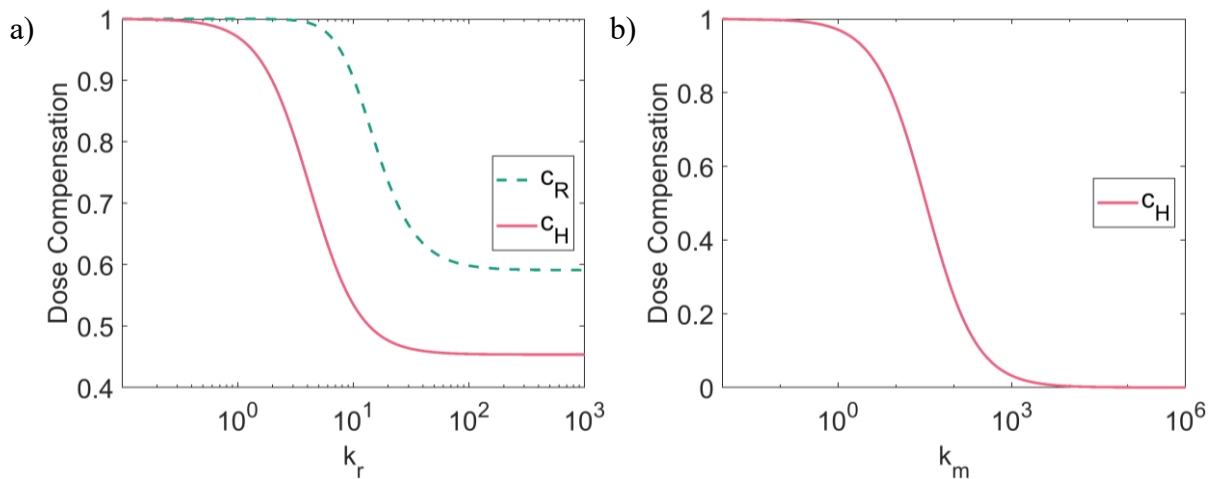 a)
1
0.9
0.8
0.7
0.6
0.5
0.4
Dose Compensation
c_R
c_H
10^0 10^1 10^2 10^3
k_r
b)
1
0.8
0.6
0.4
0.2
0
Dose Compensation
c_H
10^0 10^3 10^6
k_m